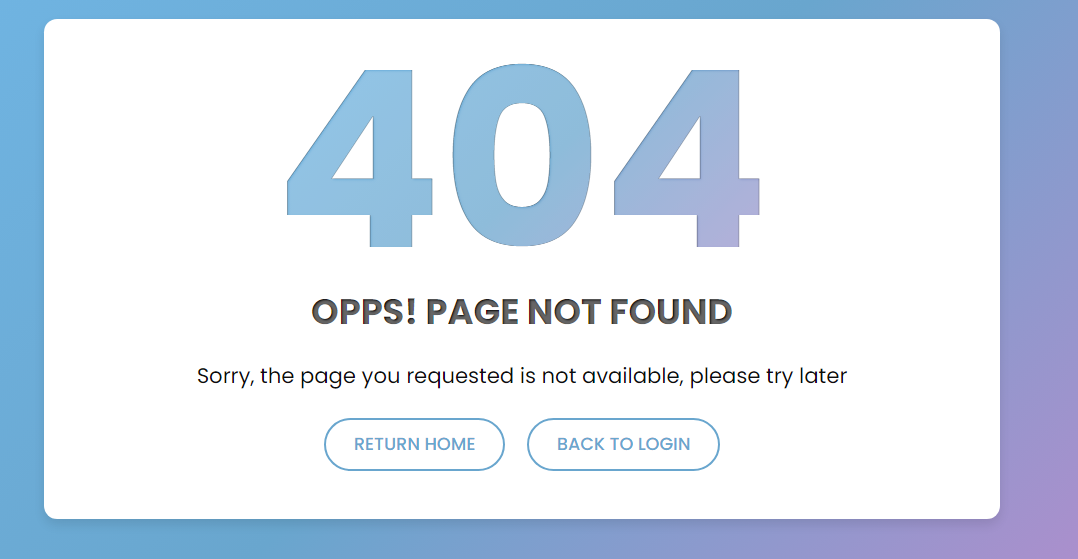 404
OPPS! PAGE NOT FOUND
Sorry, the page you requested is not available, please try later
RETURN HOME BACK TO LOGIN